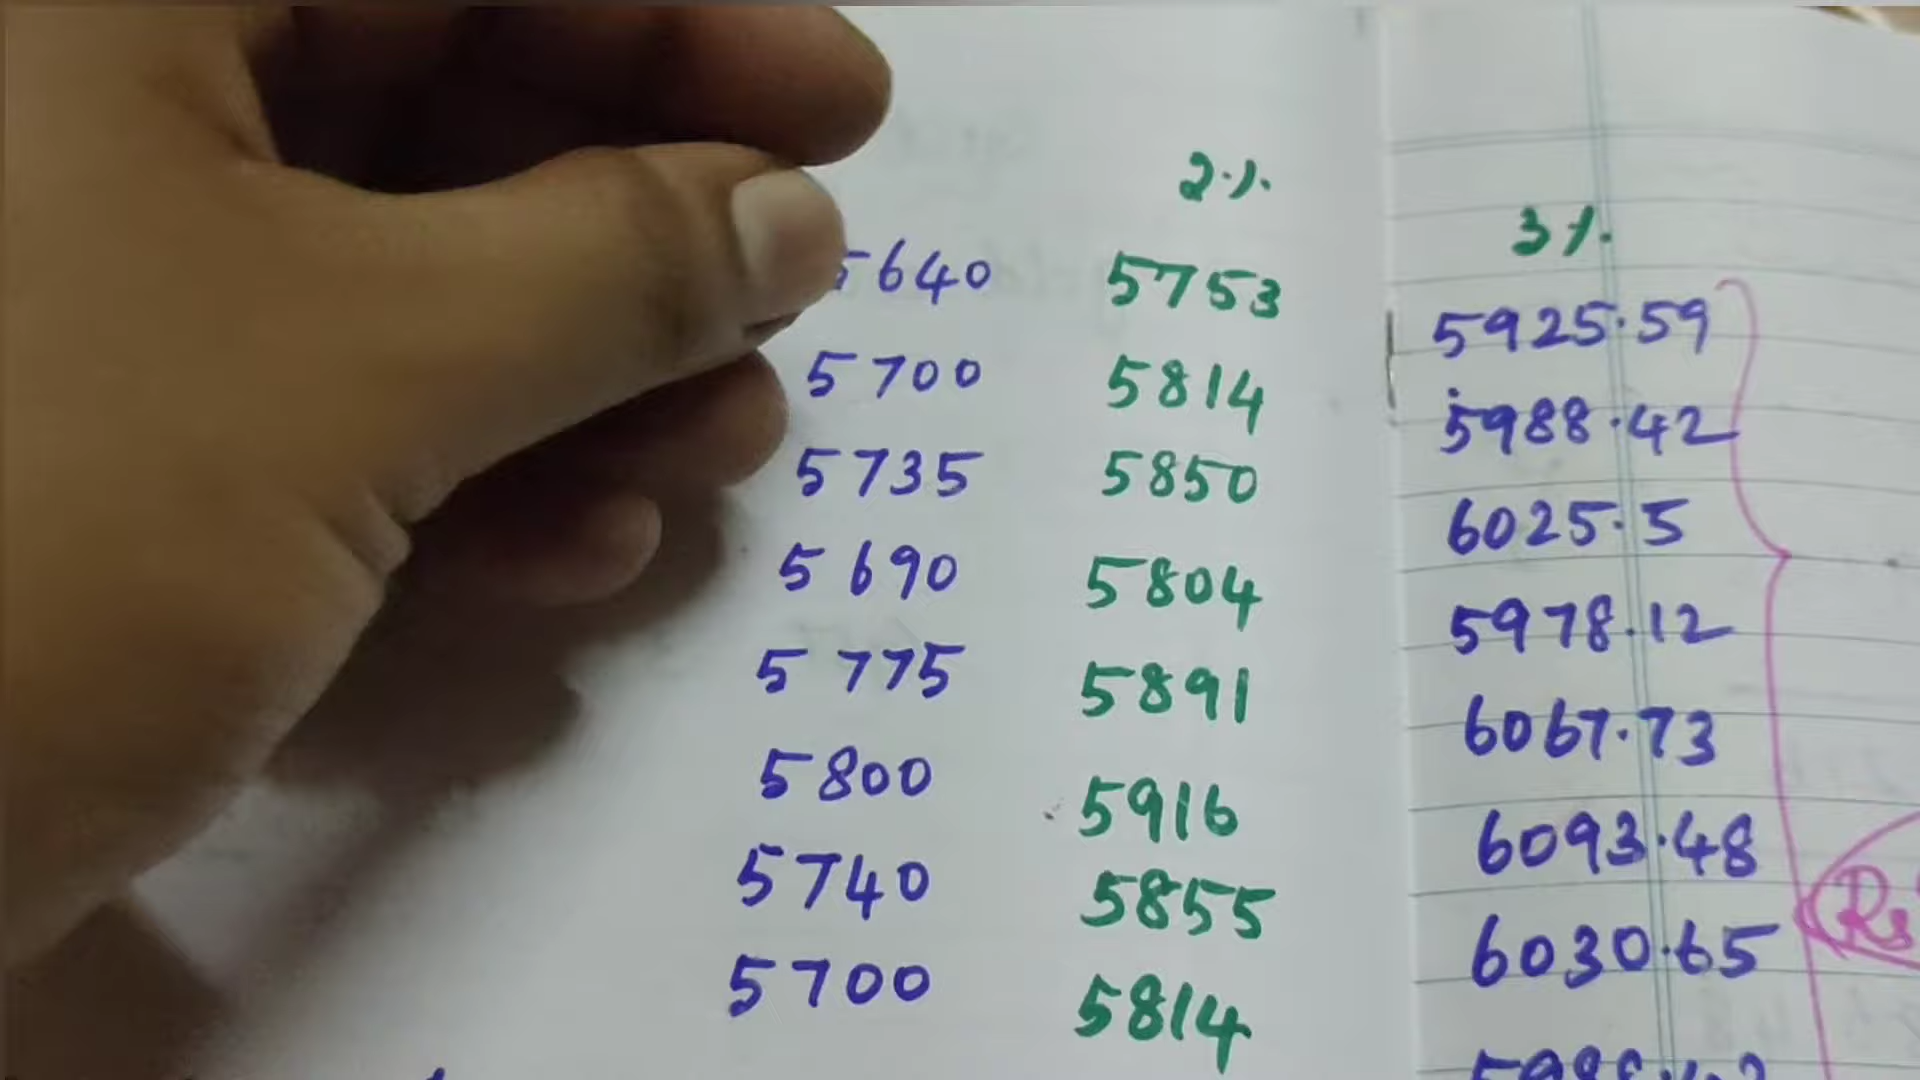 2%
3%
5640 5753 5925.59
5700 5814 5988.42
5735 5850 6025.5
5690 5804 5978.12
5775 5891 6067.73
5800 5916 6093.48
5740 5855 6030.65
Rs
5700 5814